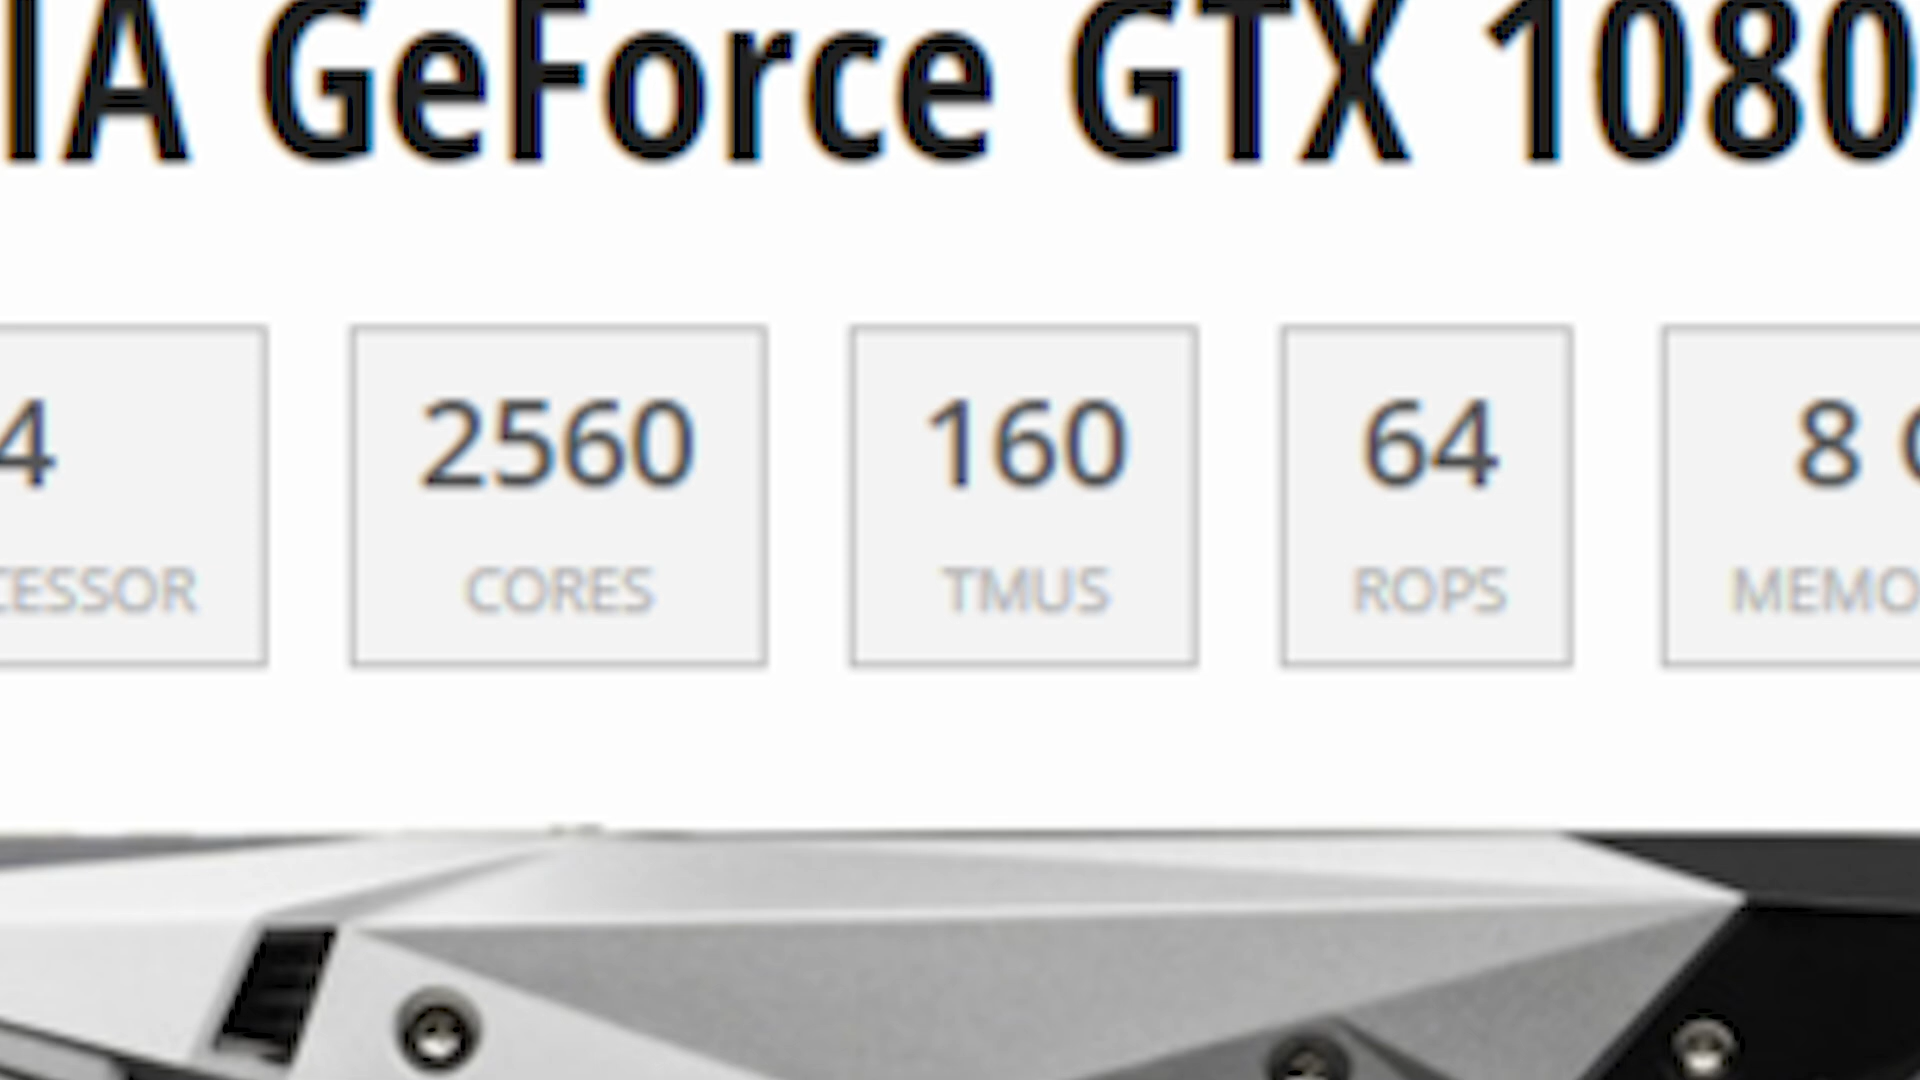 IA GeForce GTX 1080
4 2560 160 64 8
CESSOR CORES TMUS ROPS MEMO